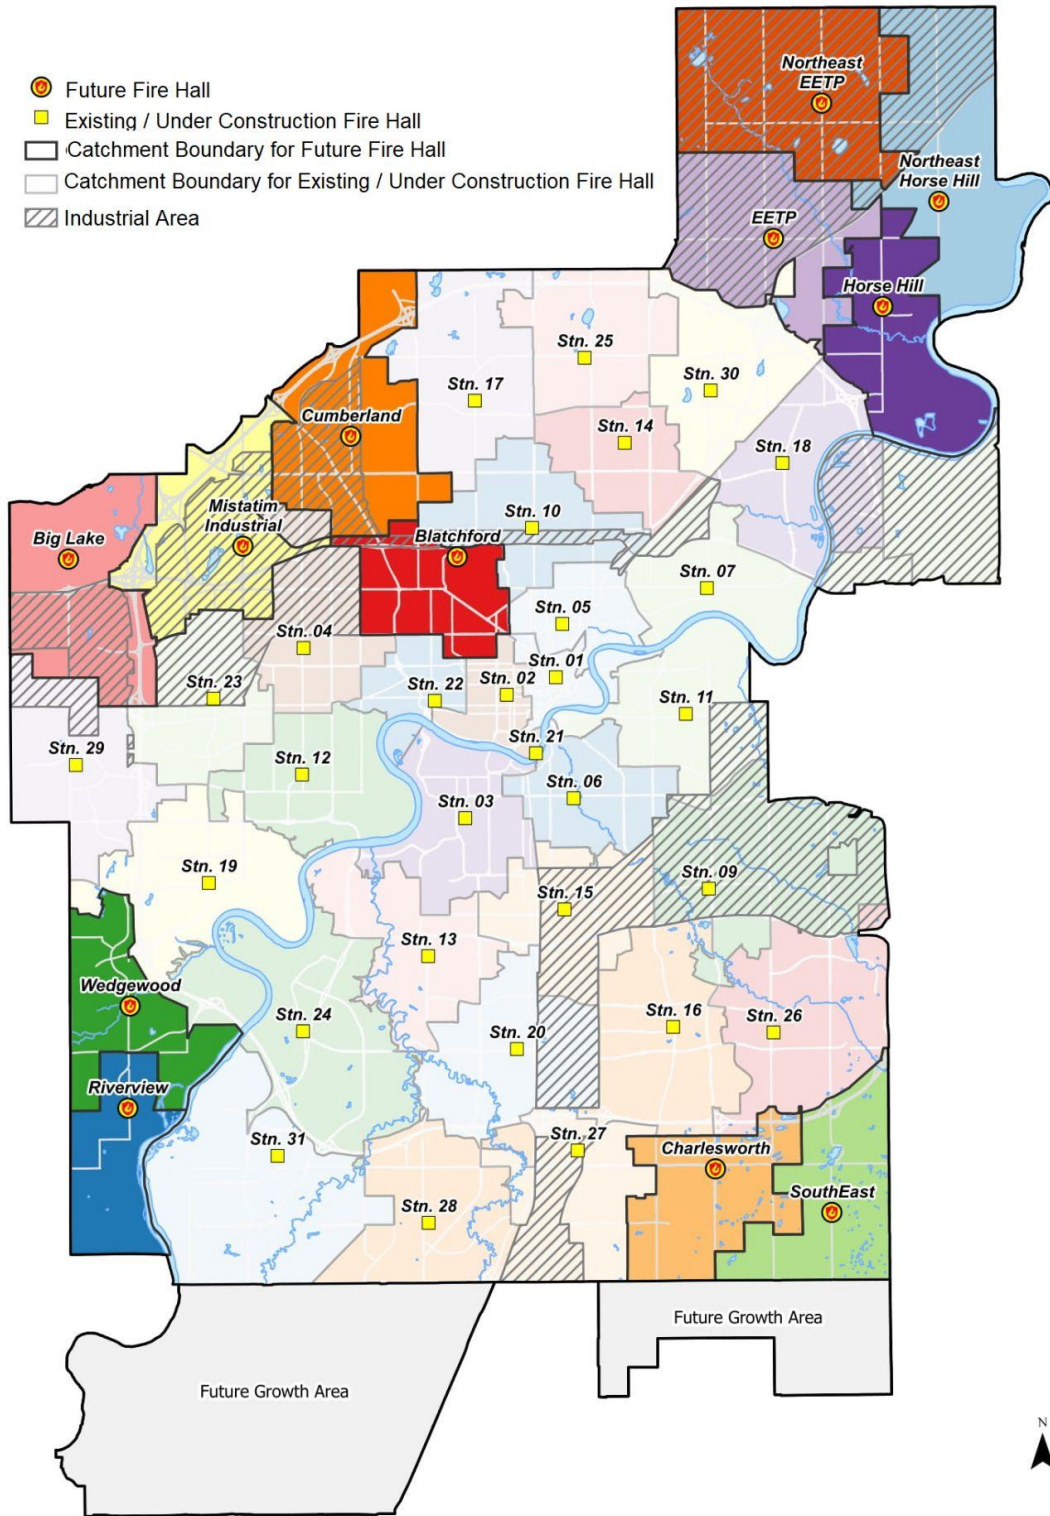 Future Fire Hall
Existing / Under Construction Fire Hall
Catchment Boundary for Future Fire Hall
Catchment Boundary for Existing / Under Construction Fire Hall
Industrial Area
Northeast
EETP
Northeast
Horse Hill
EETP
Horse Hill
Stn. 25
Stn. 17
Stn. 30
Cumberland
Stn. 14
Stn. 18
Mistatim
Industrial
Big Lake
Stn. 10
Blatchford
Stn. 07
Stn. 05
Stn. 04
Stn. 01
Stn. 02
Stn. 22
Stn. 23
Stn. 11
Stn. 29
Stn. 12
Stn. 21
Stn. 06
Stn. 03
Stn. 19
Stn. 09
Stn. 15
Stn. 13
Wedgewood
Stn. 24
Stn. 20
Stn. 16
Stn. 26
Riverview
Stn. 31
Stn. 27
Charlesworth
Stn. 28
SouthEast
Future Growth Area
Future Growth Area
N